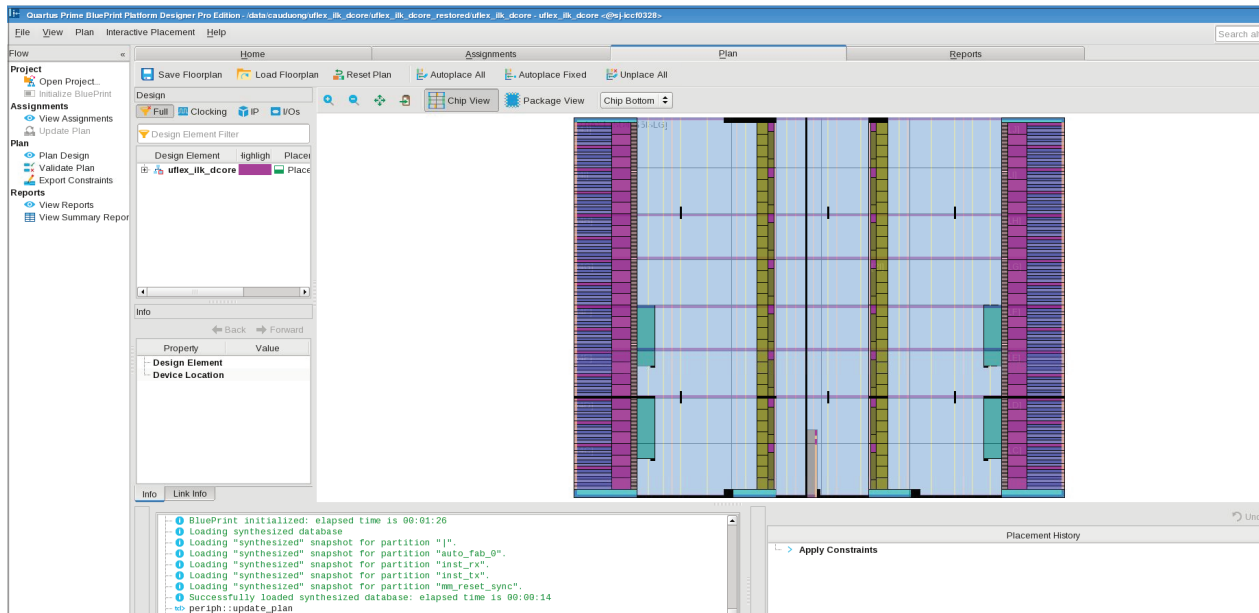 Quartus Prime BluePrint Platform Designer Pro Edition - /data/cauduong/uflex_ilk_dcore/uflex_ilk_dcore_restored/uflex_ilk_dcore - uflex_ilk_dcore <@sj-iccf0328>
File View Plan Interactive Placement Help
Search al
Flow «
Home Assignments Plan Reports
Project
Open Project...
Initialize BluePrint
Assignments
View Assignments
Update Plan
Plan
Plan Design
Validate Plan
Export Constraints
Reports
View Reports
View Summary Repor
Save Floorplan Load Floorplan Reset Plan Autoplace All Autoplace Fixed Unplace All
Design
Full Clocking IP I/Os
Chip View Package View Chip Bottom
Design Element Filter
Design Element Highligh Placer
uflex_ilk_dcore Place
Info
Back Forward
Property Value
Design Element
Device Location
Info Link Info
BluePrint initialized: elapsed time is 00:01:26
Loading synthesized database
Loading "synthesized" snapshot for partition "|".
Loading "synthesized" snapshot for partition "auto_fab_0".
Loading "synthesized" snapshot for partition "inst_rx".
Loading "synthesized" snapshot for partition "inst_tx".
Loading "synthesized" snapshot for partition "mm_reset_sync".
Successfully loaded synthesized database: elapsed time is 00:00:14
tcl> periph::update_plan
Und
Placement History
Apply Constraints